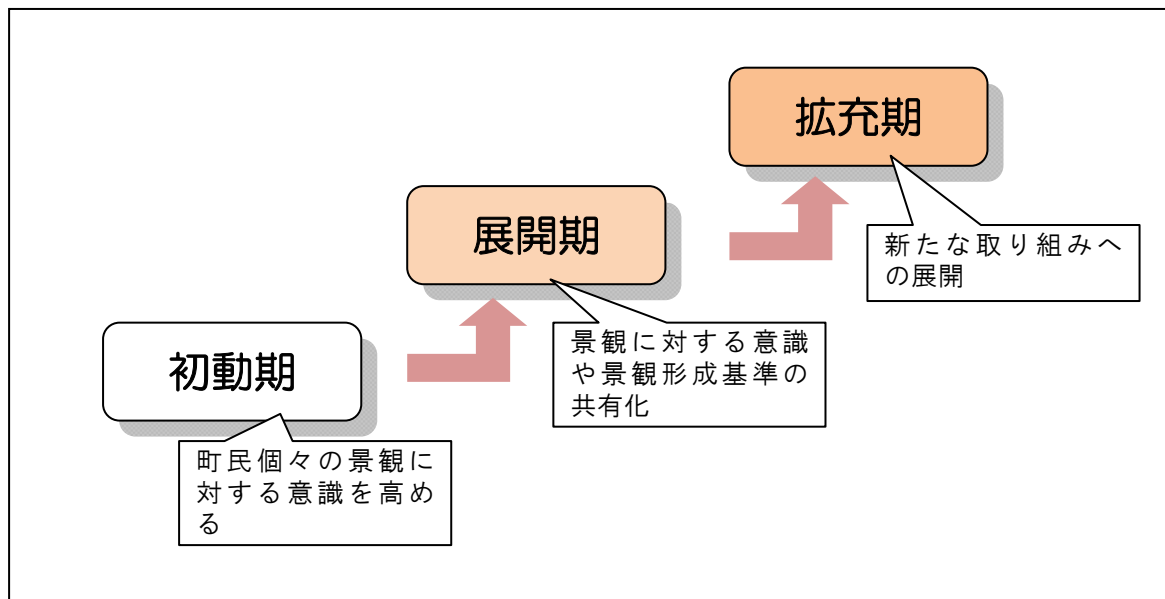 拡充期
新たな取り組みへ
の展開
展開期
景観に対する意識
や景観形成基準の
共有化
初動期
町民個々の景観に
対する意識を高め
る